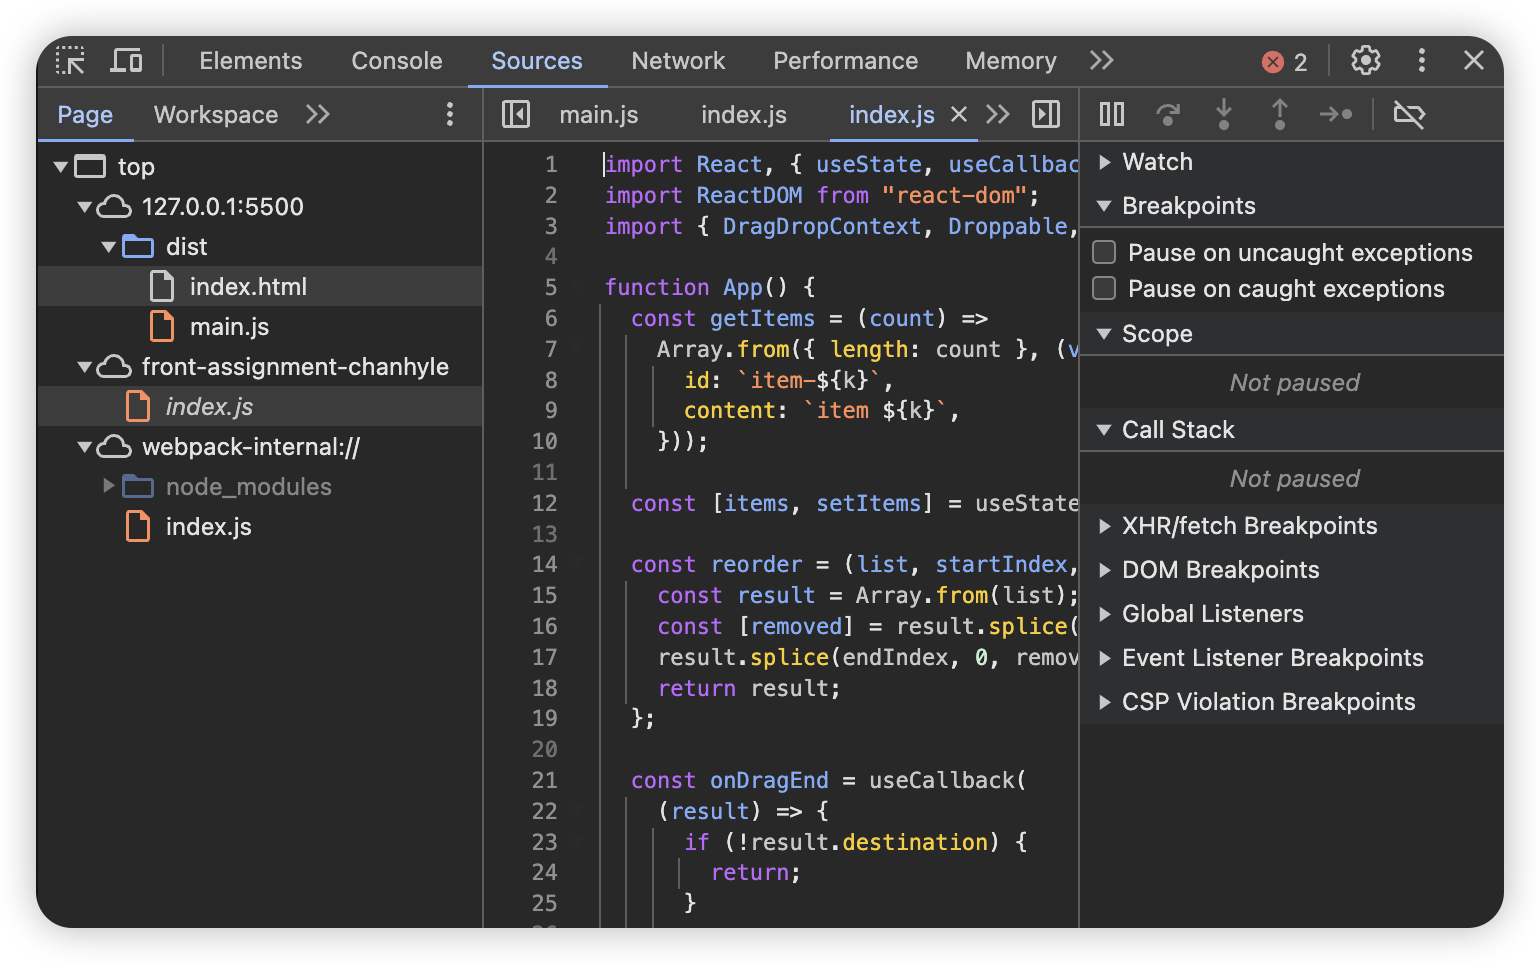 Elements Console Sources Network Performance Memory 2
Page Workspace
main.js index.js index.js
top
127.0.0.1:5500
dist
index.html
main.js
front-assignment-chanhyle
index.js
webpack-internal://
node_modules
index.js
1 import React, { useState, useCallbac
2 import ReactDOM from "react-dom";
3 import { DragDropContext, Droppable,
4
5 function App() {
6 const getItems = (count) =>
7 Array.from({ length: count }, (v
8 id: `item-${k}`,
9 content: `item ${k}`,
10 }));
11
12 const [items, setItems] = useState
13
14 const reorder = (list, startIndex,
15 const result = Array.from(list);
16 const [removed] = result.splice(
17 result.splice(endIndex, 0, remov
18 return result;
19 };
20
21 const onDragEnd = useCallback(
22 (result) => {
23 if (!result.destination) {
24 return;
25 }
Watch
Breakpoints
Pause on uncaught exceptions
Pause on caught exceptions
Scope
Not paused
Call Stack
Not paused
XHR/fetch Breakpoints
DOM Breakpoints
Global Listeners
Event Listener Breakpoints
CSP Violation Breakpoints